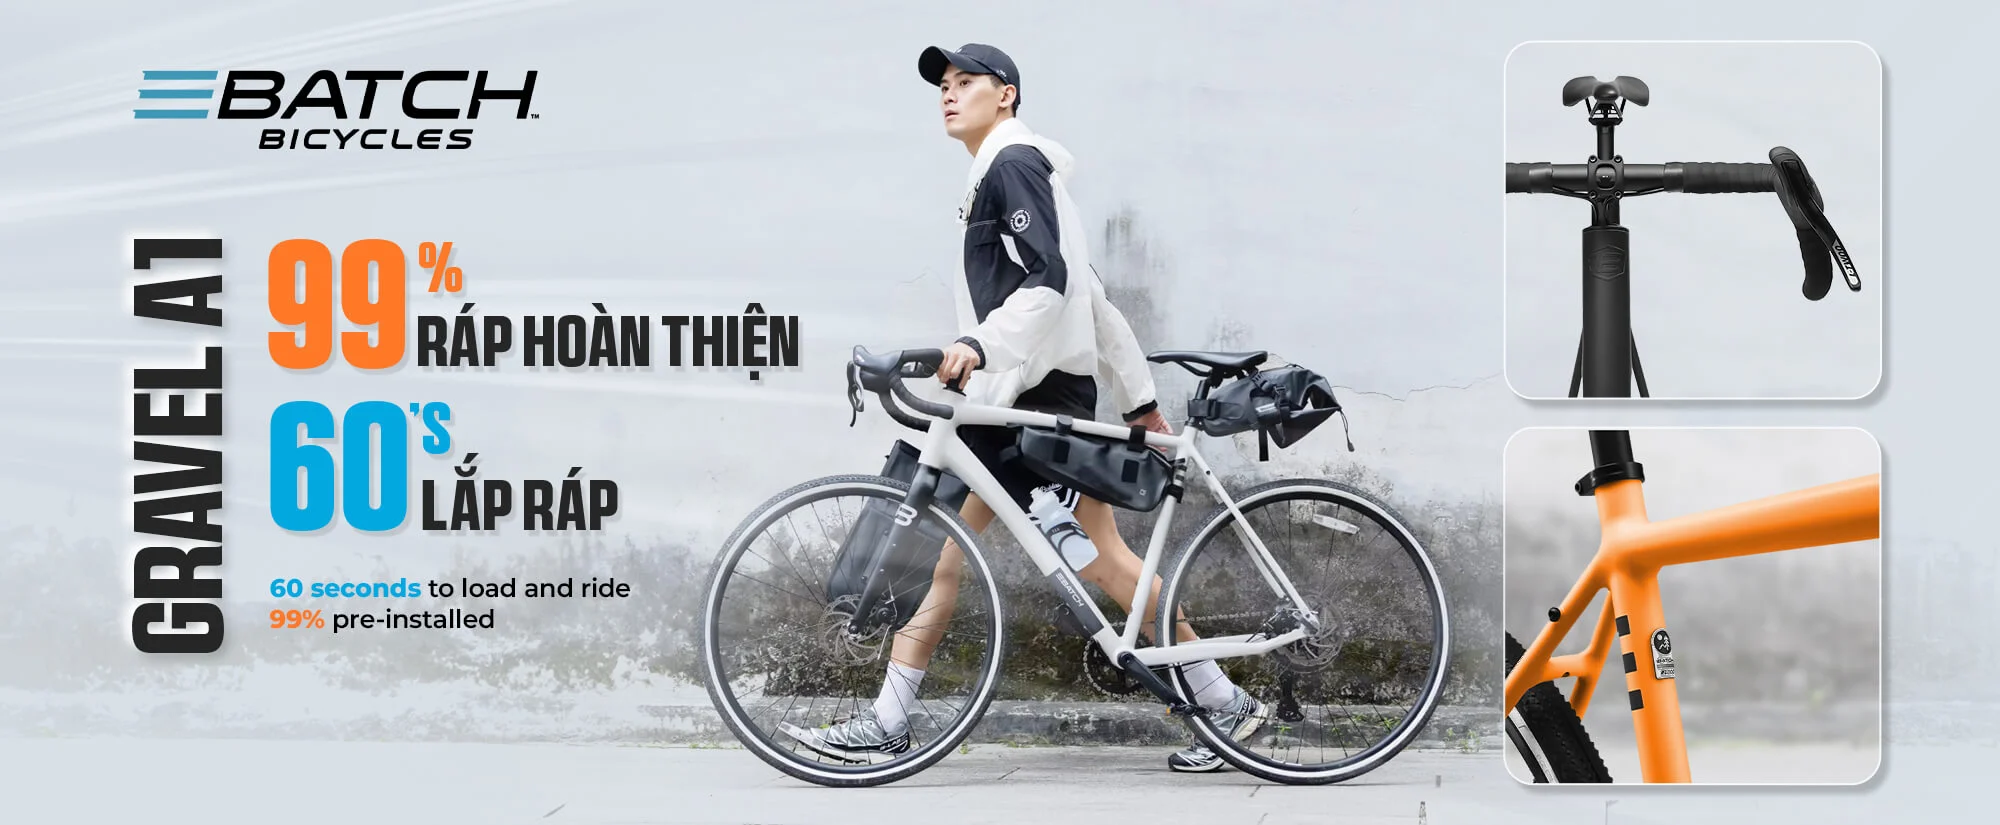 BATCH™
BICYCLES
GRAVEL A1
99%
RÁP HOÀN THIỆN
60'S
LẮP RÁP
60 seconds to load and ride
99% pre-installed
BATCH